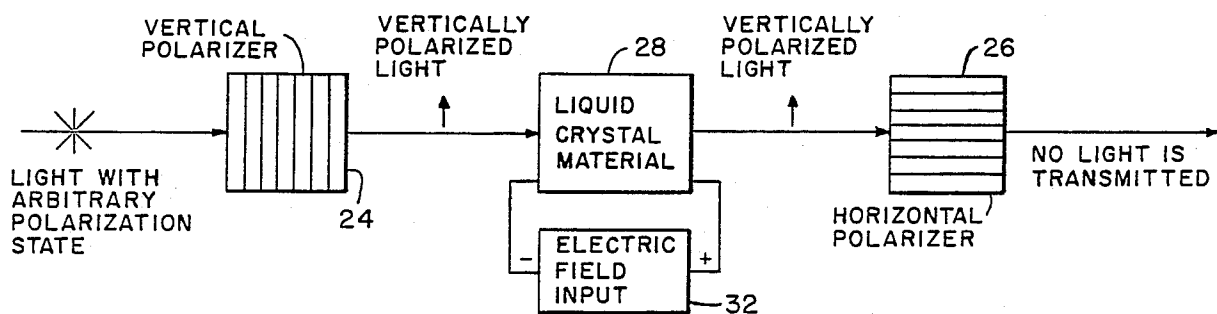 VERTICAL
POLARIZER
VERTICALLY
POLARIZED
LIGHT
28
VERTICALLY
POLARIZED
LIGHT
26
LIGHT WITH
ARBITRARY
POLARIZATION
STATE
24
LIQUID
CRYSTAL
MATERIAL
NO LIGHT IS
TRANSMITTED
HORIZONTAL
POLARIZER
- ELECTRIC +
FIELD
INPUT
32